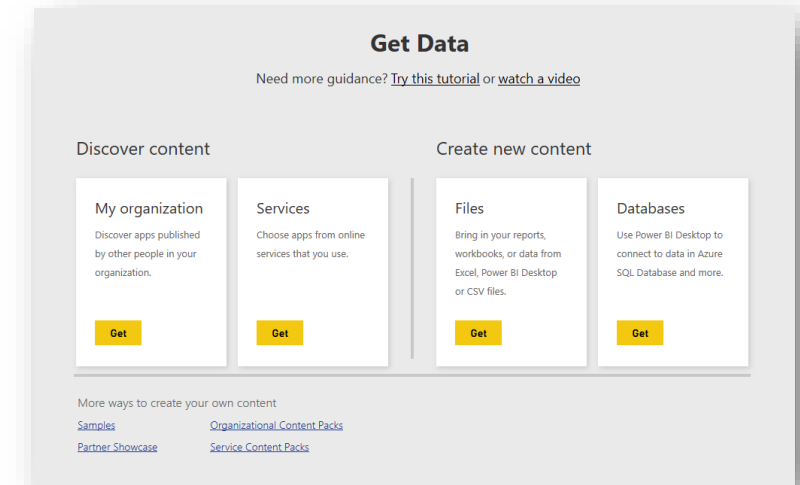 Get Data
Need more guidance? Try this tutorial or watch a video
Discover content
My organization
Discover apps published
by other people in your
organization.
Get
Services
Choose apps from online
services that you use.
Get
Create new content
Files
Bring in your reports,
workbooks, or data from
Excel, Power BI Desktop
or CSV files.
Get
Databases
Use Power BI Desktop to
connect to data in Azure
SQL Database and more.
Get
More ways to create your own content
Samples
Organizational Content Packs
Partner Showcase
Service Content Packs